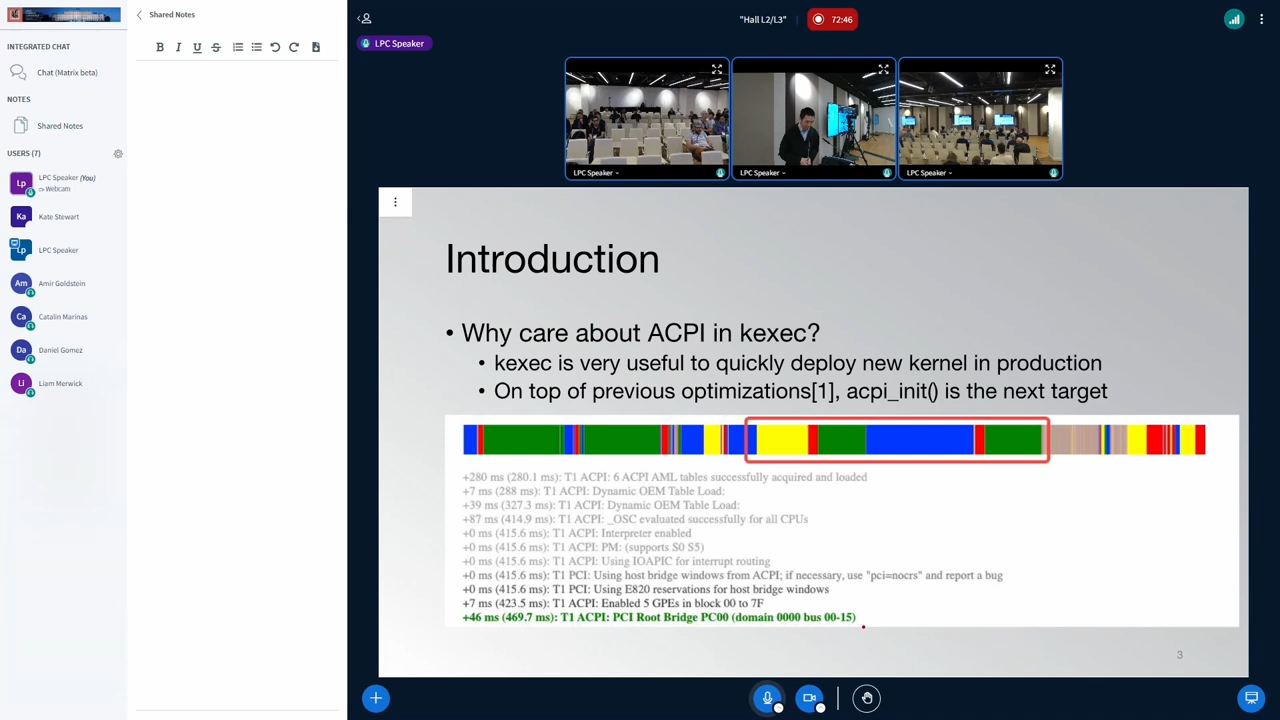 Shared Notes
"Hall L2/L3"
72:46
LPC Speaker
INTEGRATED CHAT
Chat (Matrix beta)
NOTES
Shared Notes
USERS (7)
Lp
LPC Speaker (You)
Webcam
Ka
Kate Stewart
Lp
LPC Speaker
Am
Amir Goldstein
Ca
Catalin Marinas
Da
Daniel Gomez
Li
Liam Merwick
B I U S
LPC Speaker
LPC Speaker
LPC Speaker
Introduction
• Why care about ACPI in kexec?
• kexec is very useful to quickly deploy new kernel in production
• On top of previous optimizations[1], acpi_init() is the next target
+280 ms (280.1 ms): T1 ACPI: 6 ACPI AML tables successfully acquired and loaded
+7 ms (288 ms): T1 ACPI: Dynamic OEM Table Load:
+39 ms (327.3 ms): T1 ACPI: Dynamic OEM Table Load:
+87 ms (414.9 ms): T1 ACPI: _OSC evaluated successfully for all CPUs
+0 ms (415.6 ms): T1 ACPI: Interpreter enabled
+0 ms (415.6 ms): T1 ACPI: PM: (supports S0 S5)
+0 ms (415.6 ms): T1 ACPI: Using IOAPIC for interrupt routing
+0 ms (415.6 ms): T1 PCI: Using host bridge windows from ACPI; if necessary, use "pci=nocrs" and report a bug
+0 ms (415.6 ms): T1 PCI: Using E820 reservations for host bridge windows
+7 ms (423.5 ms): T1 ACPI: Enabled 5 GPEs in block 00 to 7F
+46 ms (469.7 ms): T1 ACPI: PCI Root Bridge PC00 (domain 0000 bus 00-15)
3